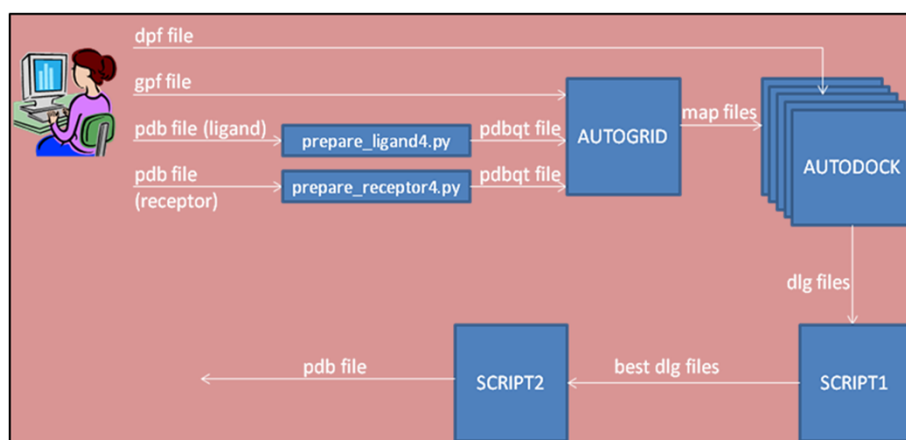 dpf file
gpf file
pdb file (ligand)
prepare_ligand4.py
pdbqt file
AUTOGRID
map files
AUTODOCK
pdb file
(receptor)
prepare_receptor4.py
pdbqt file
dlg files
pdb file
SCRIPT2
best dlg files
SCRIPT1